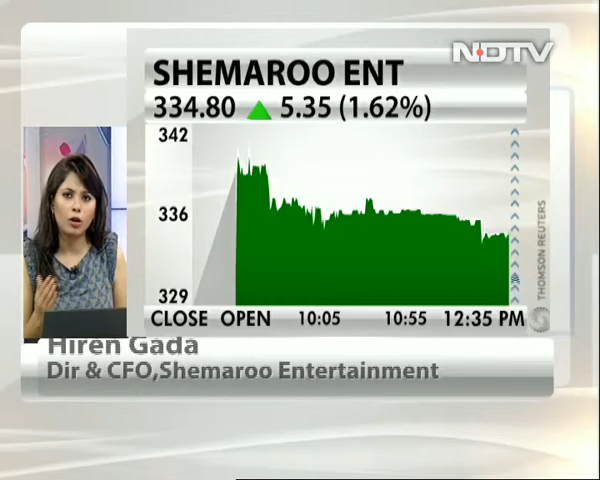 NDTV
SHEMAROO ENT
334.80 ▲ 5.35 (1.62%)
342
336
329
CLOSE OPEN 10:05 10:55 12:35 PM
THOMSON REUTERS
Hiren Gada
Dir & CFO,Shemaroo Entertainment